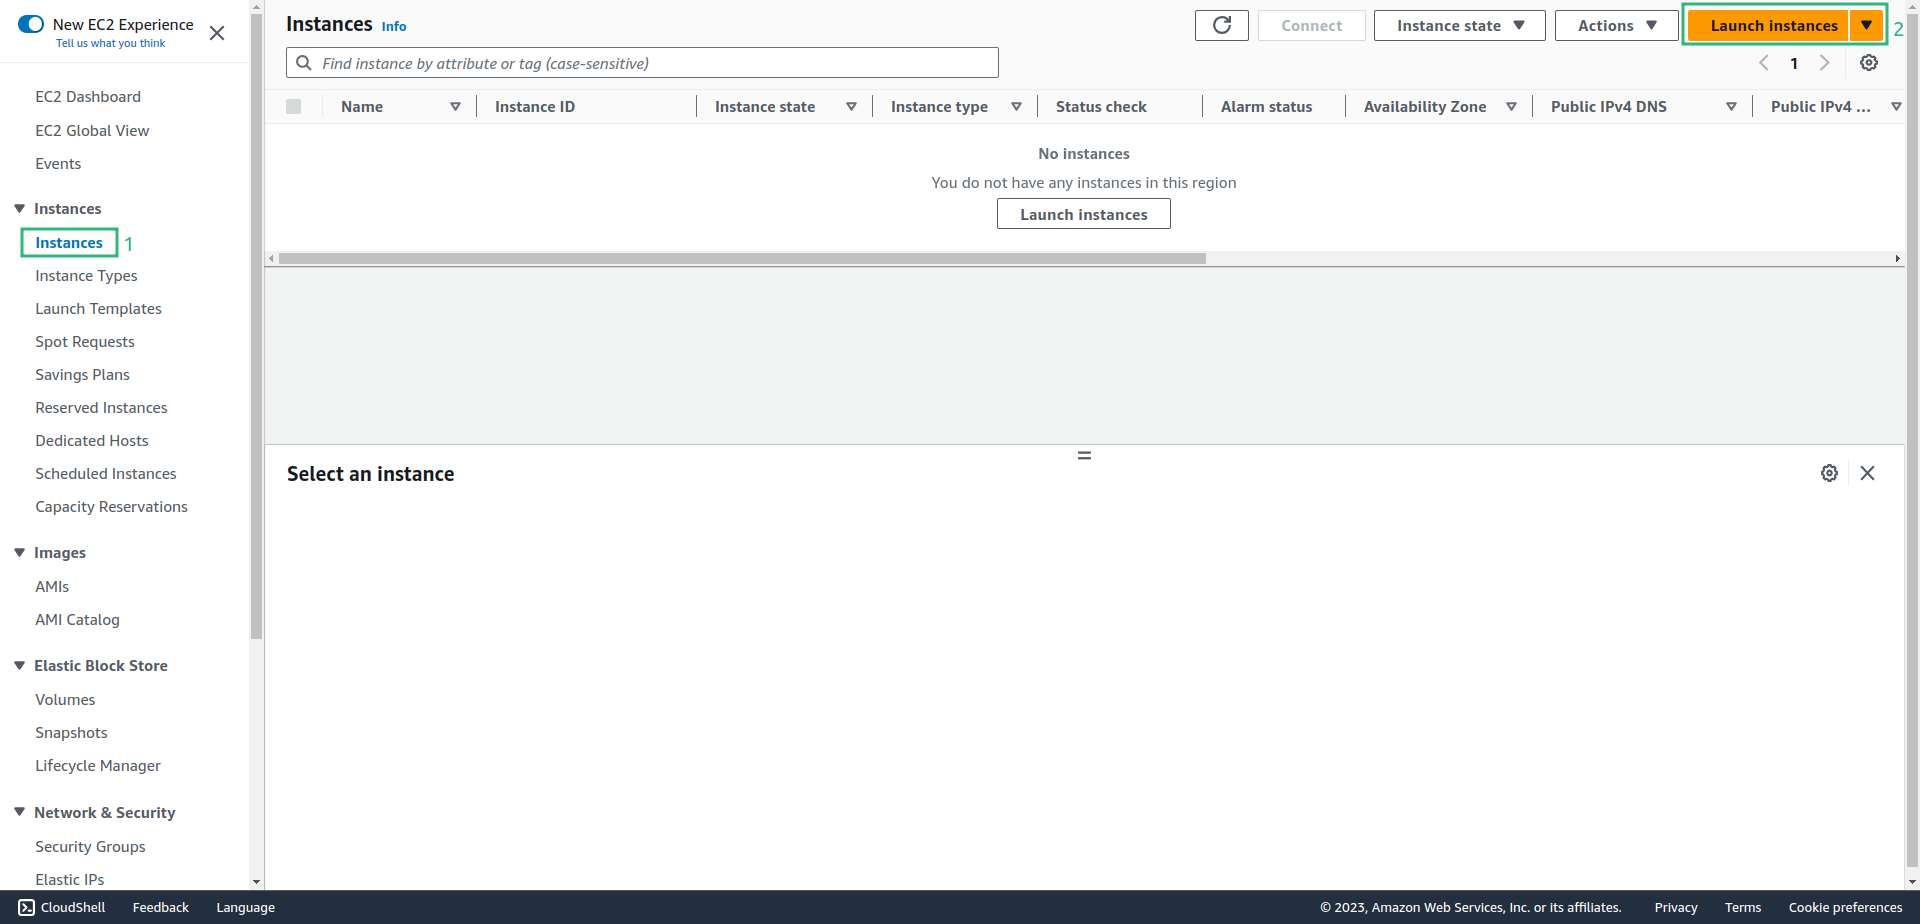 New EC2 Experience
Tell us what you think
EC2 Dashboard
EC2 Global View
Events
Instances
Instances 1
Instance Types
Launch Templates
Spot Requests
Savings Plans
Reserved Instances
Dedicated Hosts
Scheduled Instances
Capacity Reservations
Images
AMIs
AMI Catalog
Elastic Block Store
Volumes
Snapshots
Lifecycle Manager
Network & Security
Security Groups
Elastic IPs
Instances Info
Connect Instance state Actions Launch instances 2
Find instance by attribute or tag (case-sensitive)
1
Name Instance ID Instance state Instance type Status check Alarm status Availability Zone Public IPv4 DNS Public IPv4 ...
No instances
You do not have any instances in this region
Launch instances
Select an instance
CloudShell Feedback Language © 2023, Amazon Web Services, Inc. or its affiliates. Privacy Terms Cookie preferences